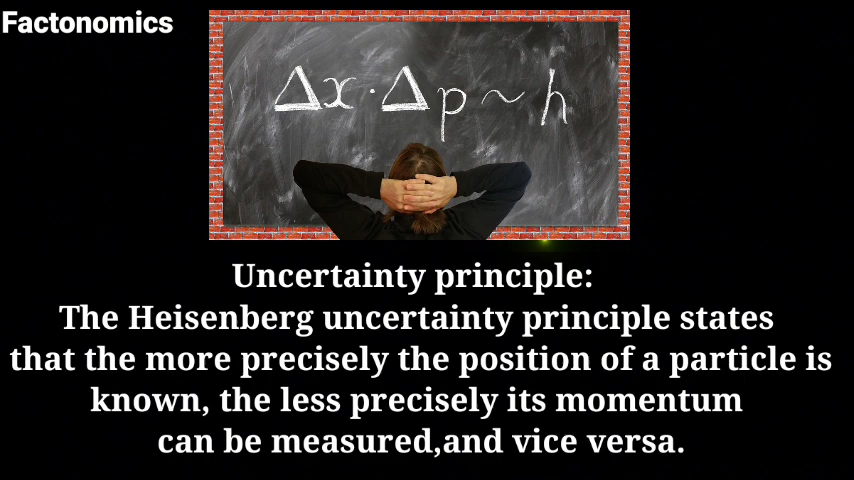 Factonomics
Δx·Δp~h
Uncertainty principle:
The Heisenberg uncertainty principle states
that the more precisely the position of a particle is
known, the less precisely its momentum
can be measured,and vice versa.